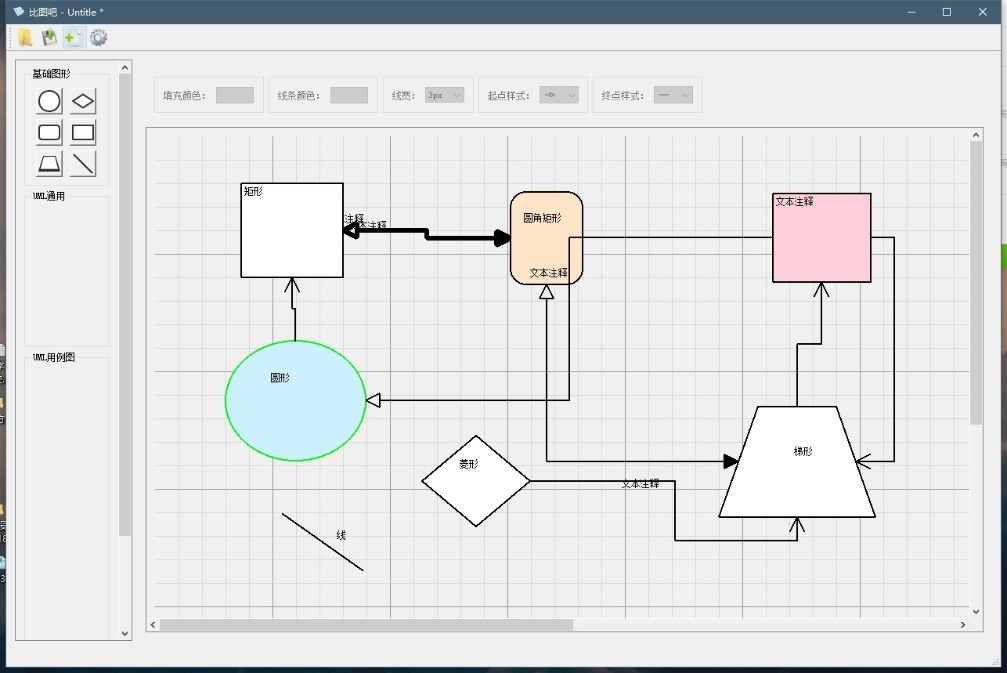 比图吧 - Untitle *
基础图形
填充颜色:
线条颜色:
线宽:
3px
起点样式:
终点样式:
UML通用
UML用例图
矩形
注释
本注释
圆角矩形
文本注释
文本注释
圆形
菱形
梯形
文本注释
线